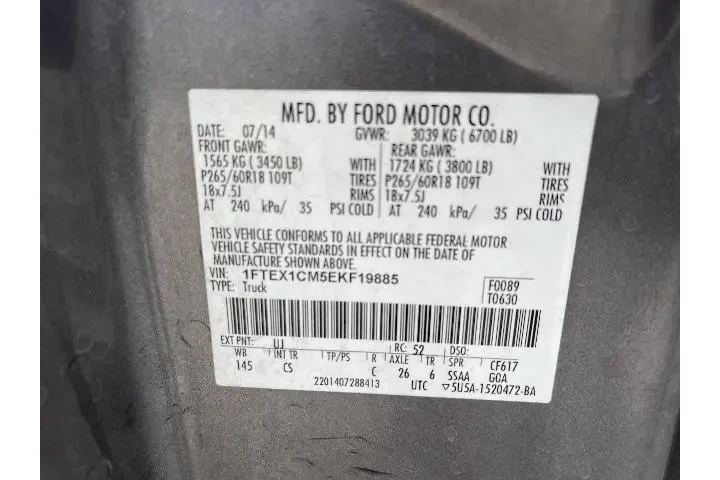 MFD. BY FORD MOTOR CO.
DATE: 07/14 GVWR: 3039 KG ( 6700 LB)
FRONT GAWR: REAR GAWR:
1565 KG ( 3450 LB) WITH 1724 KG ( 3800 LB) WITH
P265/60R18 109T TIRES P265/60R18 109T TIRES
18x7.5J RIMS 18x7.5J RIMS
AT 240 kPa/ 35 PSI COLD AT 240 kPa/ 35 PSI COLD
THIS VEHICLE CONFORMS TO ALL APPLICABLE FEDERAL MOTOR
VEHICLE SAFETY STANDARDS IN EFFECT ON THE DATE OF
MANUFACTURE SHOWN ABOVE.
VIN: 1FTEX1CM5EKF19885 F0089
TYPE: Truck T0630
EXT PNT: UJ RC: 52 DSO:
WB INT TR TP/PS R AXLE TR SPR CF617
145 CS C 26 6 SSAA GOA
2201407288413 UTC ▽5U5A-1520472-BA